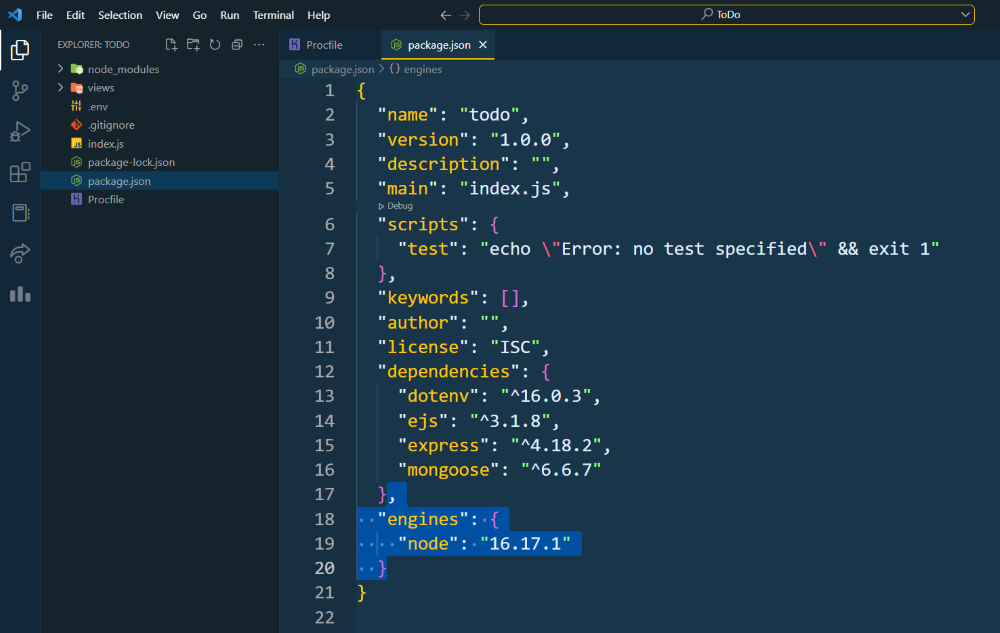 File Edit Selection View Go Run Terminal Help
ToDo
EXPLORER: TODO
node_modules
views
.env
.gitignore
JS index.js
package-lock.json
package.json
Procfile
Procfile
package.json
package.json > {} engines
1 {
2 "name": "todo",
3 "version": "1.0.0",
4 "description": "",
5 "main": "index.js",
Debug
6 "scripts": {
7 "test": "echo \"Error: no test specified\" && exit 1"
8 },
9 "keywords": [],
10 "author": "",
11 "license": "ISC",
12 "dependencies": {
13 "dotenv": "^16.0.3",
14 "ejs": "^3.1.8",
15 "express": "^4.18.2",
16 "mongoose": "^6.6.7"
17 },
18 "engines": {
19 "node": "16.17.1"
20 }
21 }
22